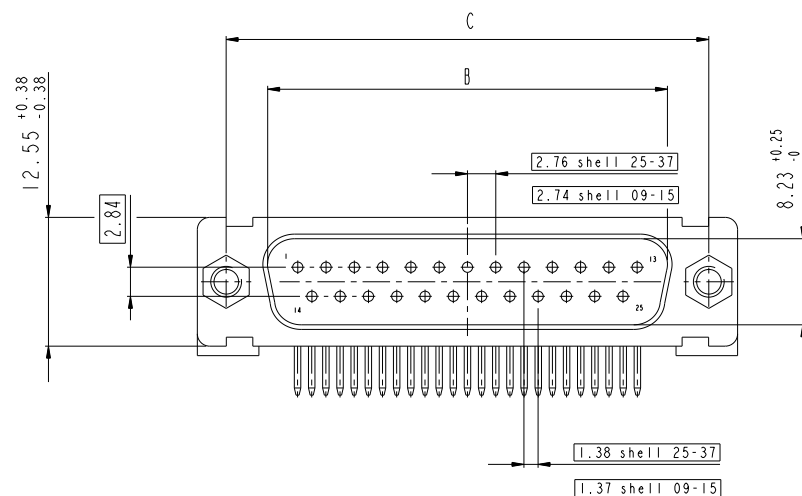 C
B
12.55 +0.38 -0.38
2.84
2.76 shell 25-37
2.74 shell 09-15
8.23 +0.25 -0
1
13
14
25
1.38 shell 25-37
1.37 shell 09-15